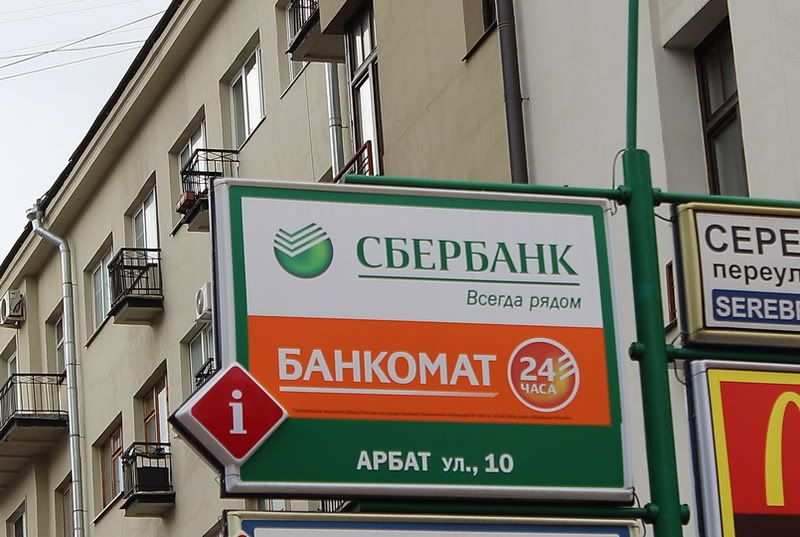 СБЕРБАНК
Всегда рядом
БАНКОМАТ
24
ЧАСА
i
АРБАТ ул., 10
СЕРЕ
переул
SEREB